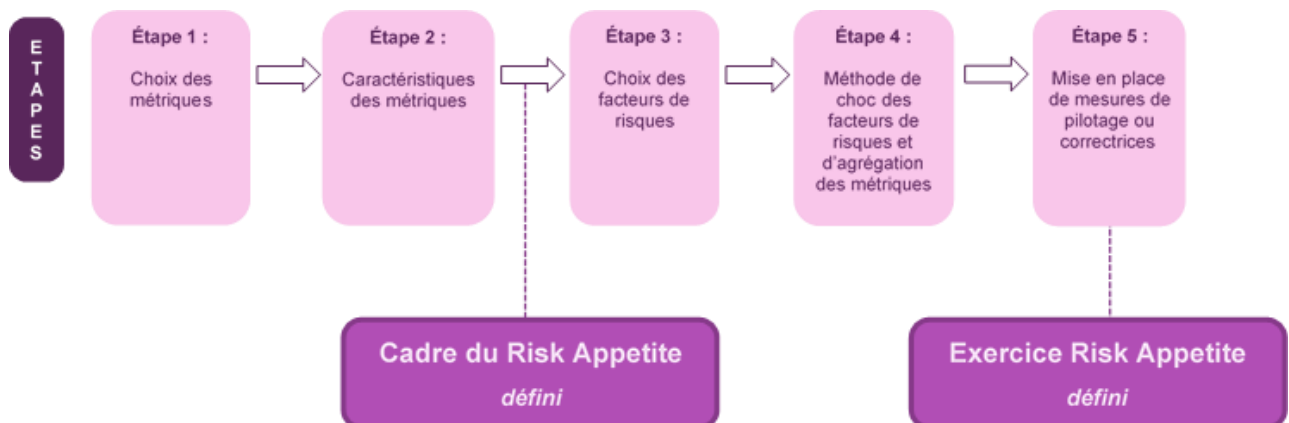 ETAPES
Étape 1 :
Choix des
métriques
Étape 2 :
Caractéristiques
des métriques
Étape 3 :
Choix des
facteurs de
risques
Étape 4 :
Méthode de
choc des
facteurs de
risques et
d'agrégation
des métriques
Étape 5 :
Mise en place
de mesures de
pilotage ou
correctrices
Cadre du Risk Appetite
défini
Exercice Risk Appetite
défini